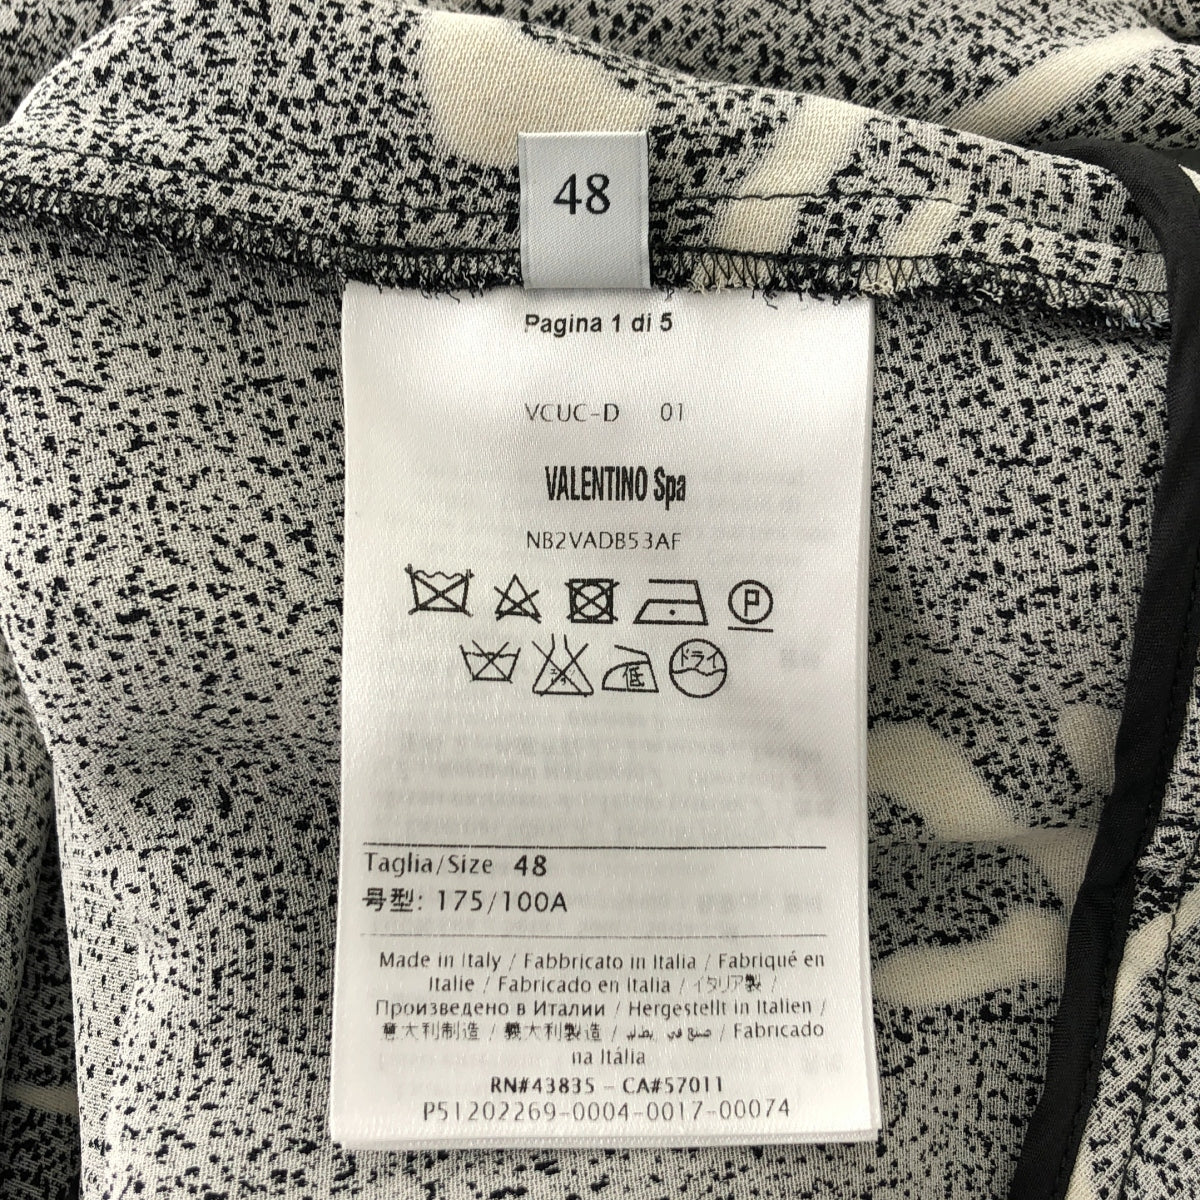 48
Pagina 1 di 5
VCUC-D 01
VALENTINO Spa
NB2VADB53AF
P
ドライ
低
Taglia/Size 48
号型: 175/100A
Made in Italy / Fabbricato in Italia / Fabriqué en
Italie / Fabricado en Italia / イタリア製 /
Произведено в Италии / Hergestellt in Italien /
意大利制造 / 義大利製造 / صنع في / Fabricado
na Itália
RN#43835 - CA#57011
P51202269-0004-0017-00074